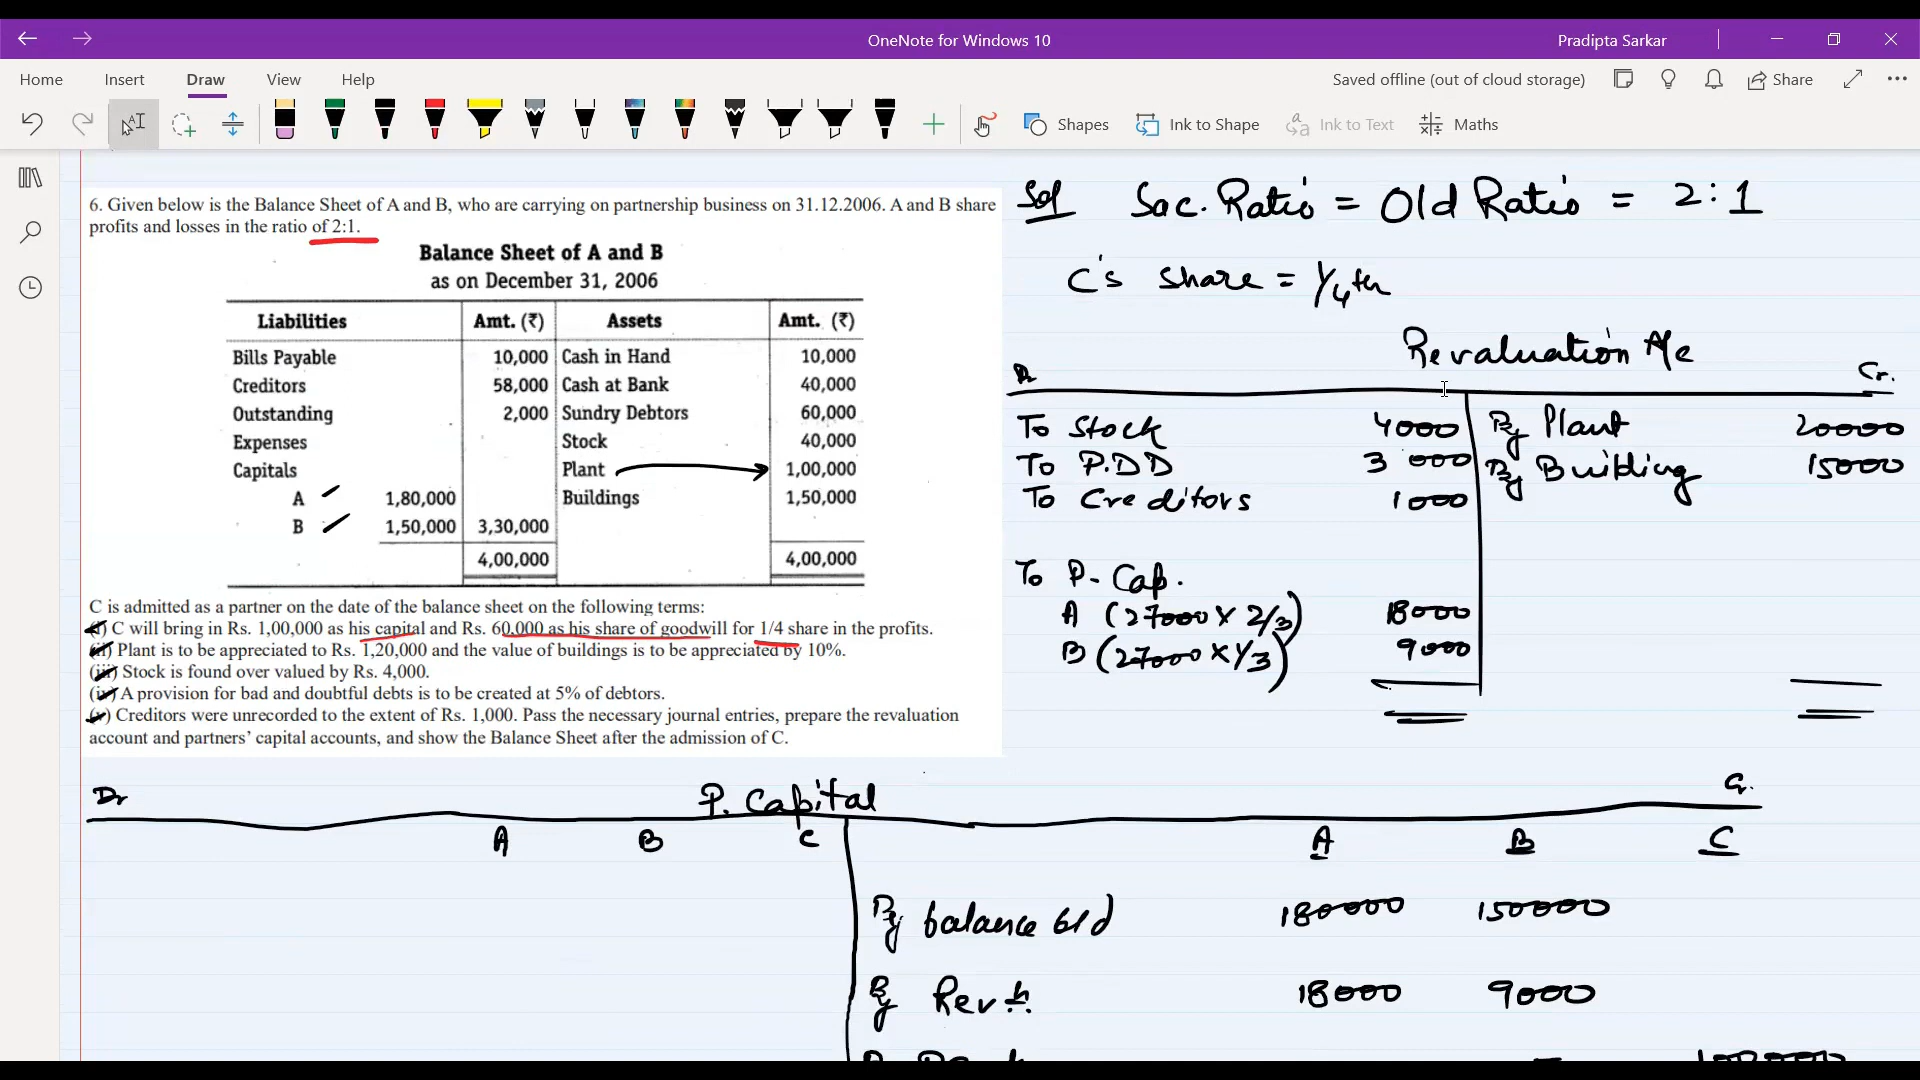 OneNote for Windows 10
Pradipta Sarkar
Home Insert Draw View Help
Saved offline (out of cloud storage) Share
Shapes Ink to Shape Ink to Text Maths
6. Given below is the Balance Sheet of A and B, who are carrying on partnership business on 31.12.2006. A and B share
profits and losses in the ratio of 2:1.
Balance Sheet of A and B
as on December 31, 2006
Liabilities Amt. (₹) Assets Amt. (₹)
Bills Payable 10,000 Cash in Hand 10,000
Creditors 58,000 Cash at Bank 40,000
Outstanding 2,000 Sundry Debtors 60,000
Expenses Stock 40,000
Capitals Plant 1,00,000
A 1,80,000 Buildings 1,50,000
B 1,50,000 3,30,000
4,00,000 4,00,000
C is admitted as a partner on the date of the balance sheet on the following terms:
(i) C will bring in Rs. 1,00,000 as his capital and Rs. 60,000 as his share of goodwill for 1/4 share in the profits.
(ii) Plant is to be appreciated to Rs. 1,20,000 and the value of buildings is to be appreciated by 10%.
(iii) Stock is found over valued by Rs. 4,000.
(iv) A provision for bad and doubtful debts is to be created at 5% of debtors.
(v) Creditors were unrecorded to the extent of Rs. 1,000. Pass the necessary journal entries, prepare the revaluation
account and partners' capital accounts, and show the Balance Sheet after the admission of C.
Sol Sac. Ratio = Old Ratio = 2:1
C's share = 1/4th
Revaluation A/c
Dr Cr.
To Stock 4000 By Plant 20000
To P.D.D 3 000 By Building 15000
To Creditors 1000
To P- Cap.
A (27000 X 2/3) 18000
B (27000 X 1/3) 9000
Dr P. Capital Cr.
A B C A B C
By balance b/d 180000 150000
By Rev 18000 9000